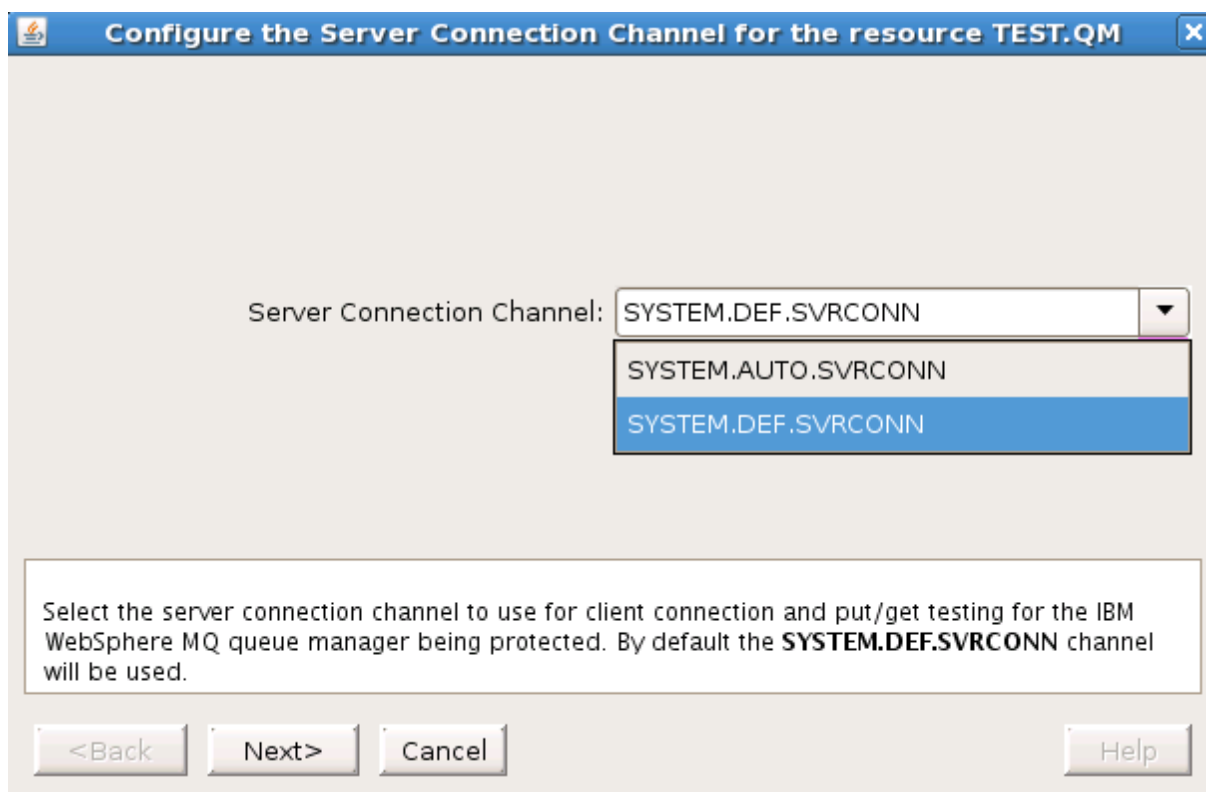 Configure the Server Connection Channel for the resource TEST.QM
Server Connection Channel: SYSTEM.DEF.SVRCONN
SYSTEM.AUTO.SVRCONN
SYSTEM.DEF.SVRCONN
Select the server connection channel to use for client connection and put/get testing for the IBM
WebSphere MQ queue manager being protected. By default the SYSTEM.DEF.SVRCONN channel
will be used.
<Back Next> Cancel Help